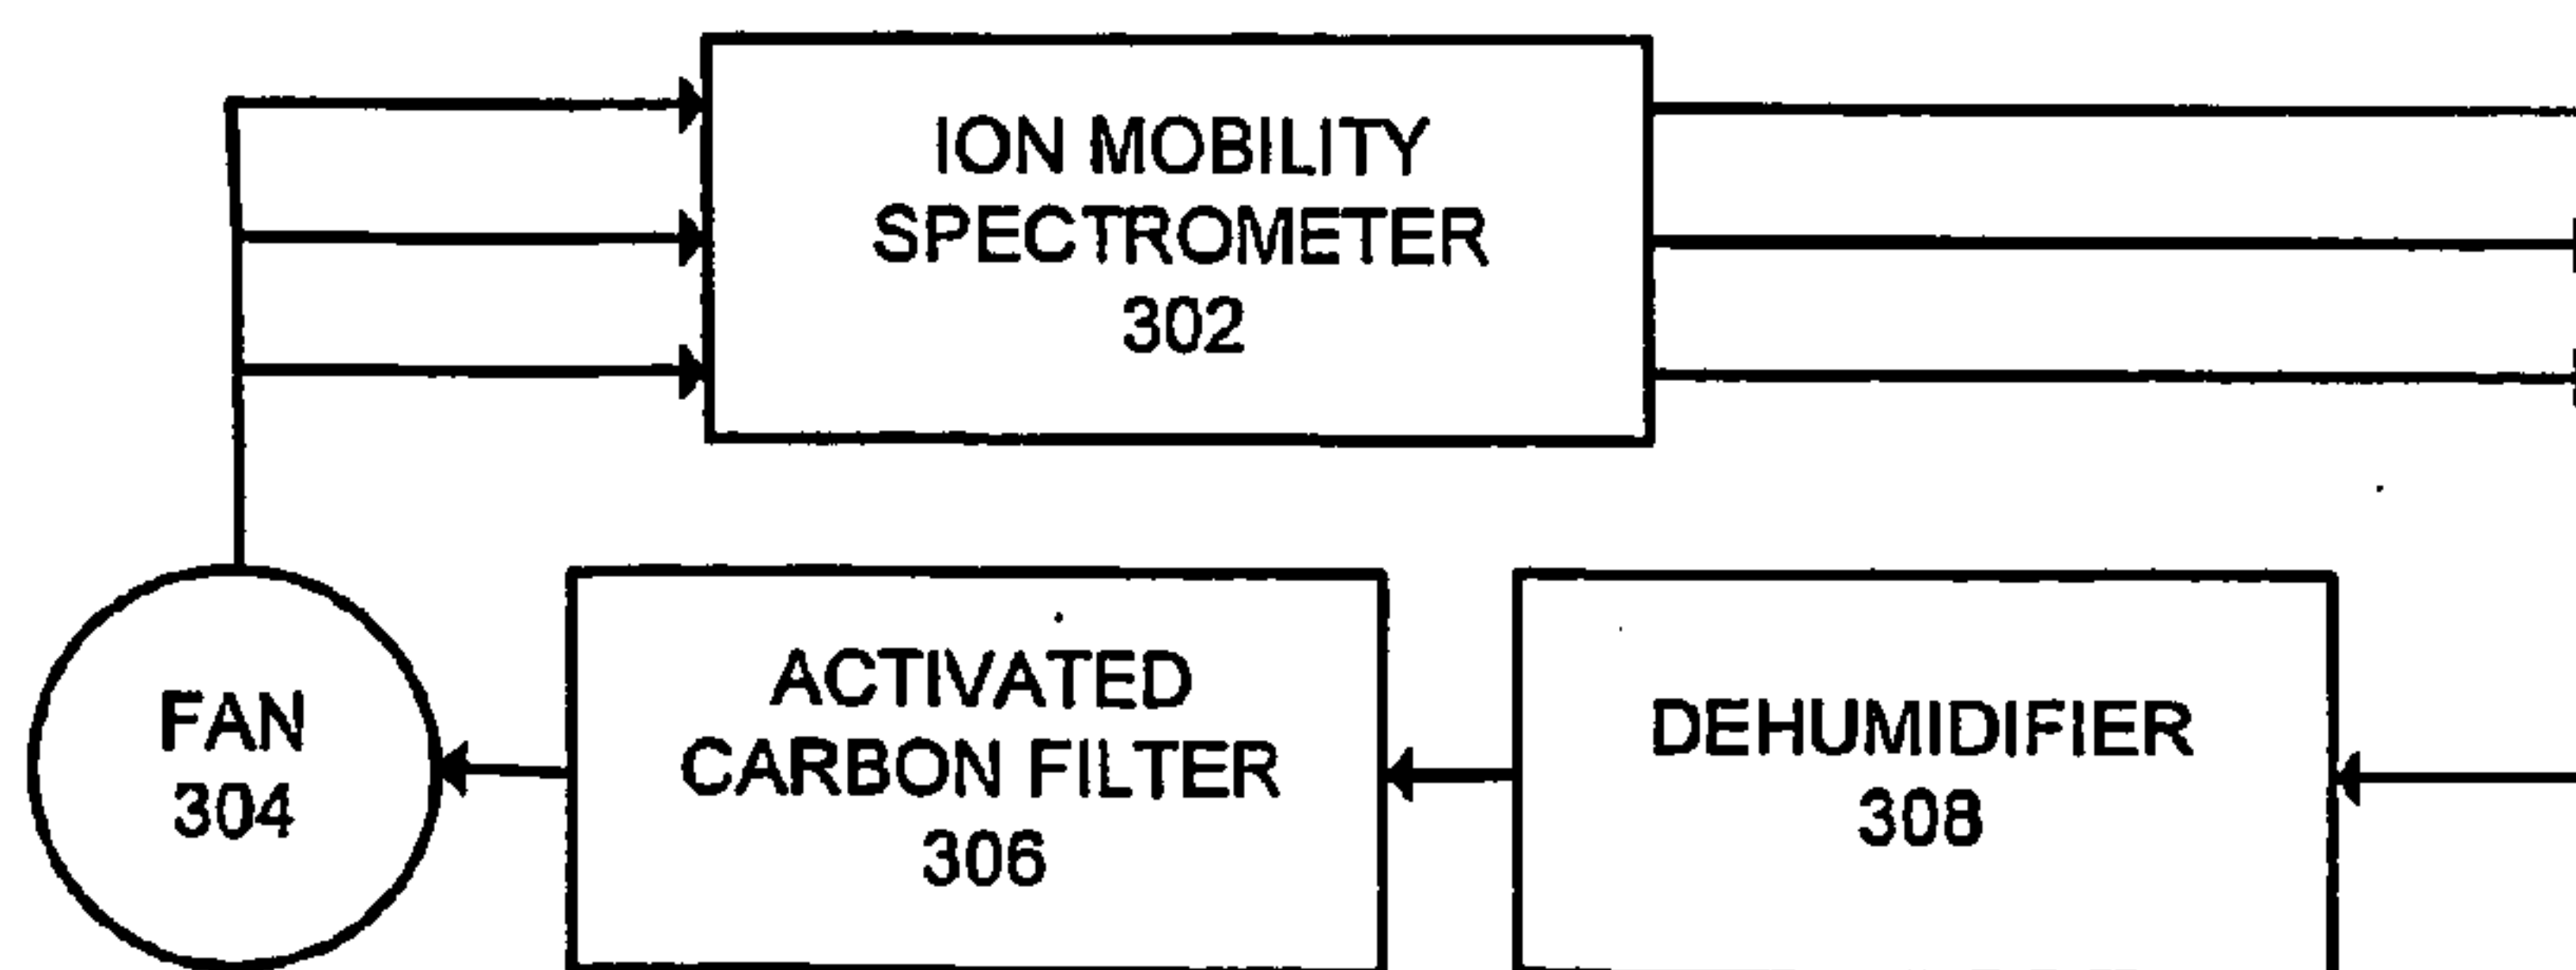 ION MOBILITY
SPECTROMETER
302
FAN
304
ACTIVATED
CARBON FILTER
306
DEHUMIDIFIER
308